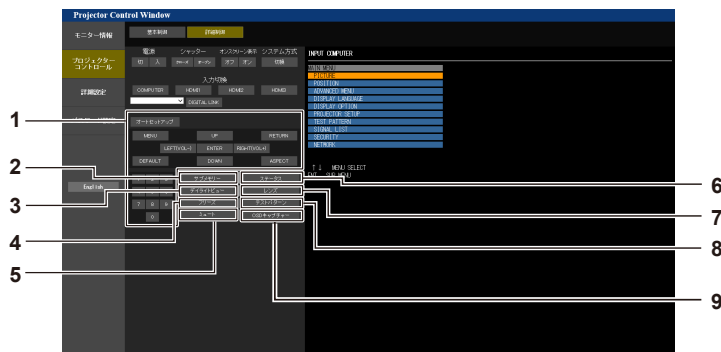 Projector Control Window
モニター情報
基本制御
詳細制御
プロジェクター
コントロール
詳細設定
English
電源
シャッター
オンスクリーン表示
システム方式
切 入
クローズ オープン
オフ オン
切換
入力切換
COMPUTER HDMI1 HDMI2 HDMI3
DIGITAL LINK
オートセットアップ
MENU UP RETURN
LEFT(VOL-) ENTER RIGHT(VOL+)
DEFAULT DOWN ASPECT
サブメモリー ステータス
デイライトビュー レンズ
7 8 9 フリーズ テストパターン
0 ミュート OSDキャプチャー
INPUT COMPUTER
MAIN MENU
PICTURE
POSITION
ADVANCED MENU
DISPLAY LANGUAGE
DISPLAY OPTION
PROJECTOR SETUP
TEST PATTERN
SIGNAL LIST
SECURITY
NETWORK
↑↓ MENU SELECT
ENT SUB MENU
1
2
3
4
5
6
7
8
9